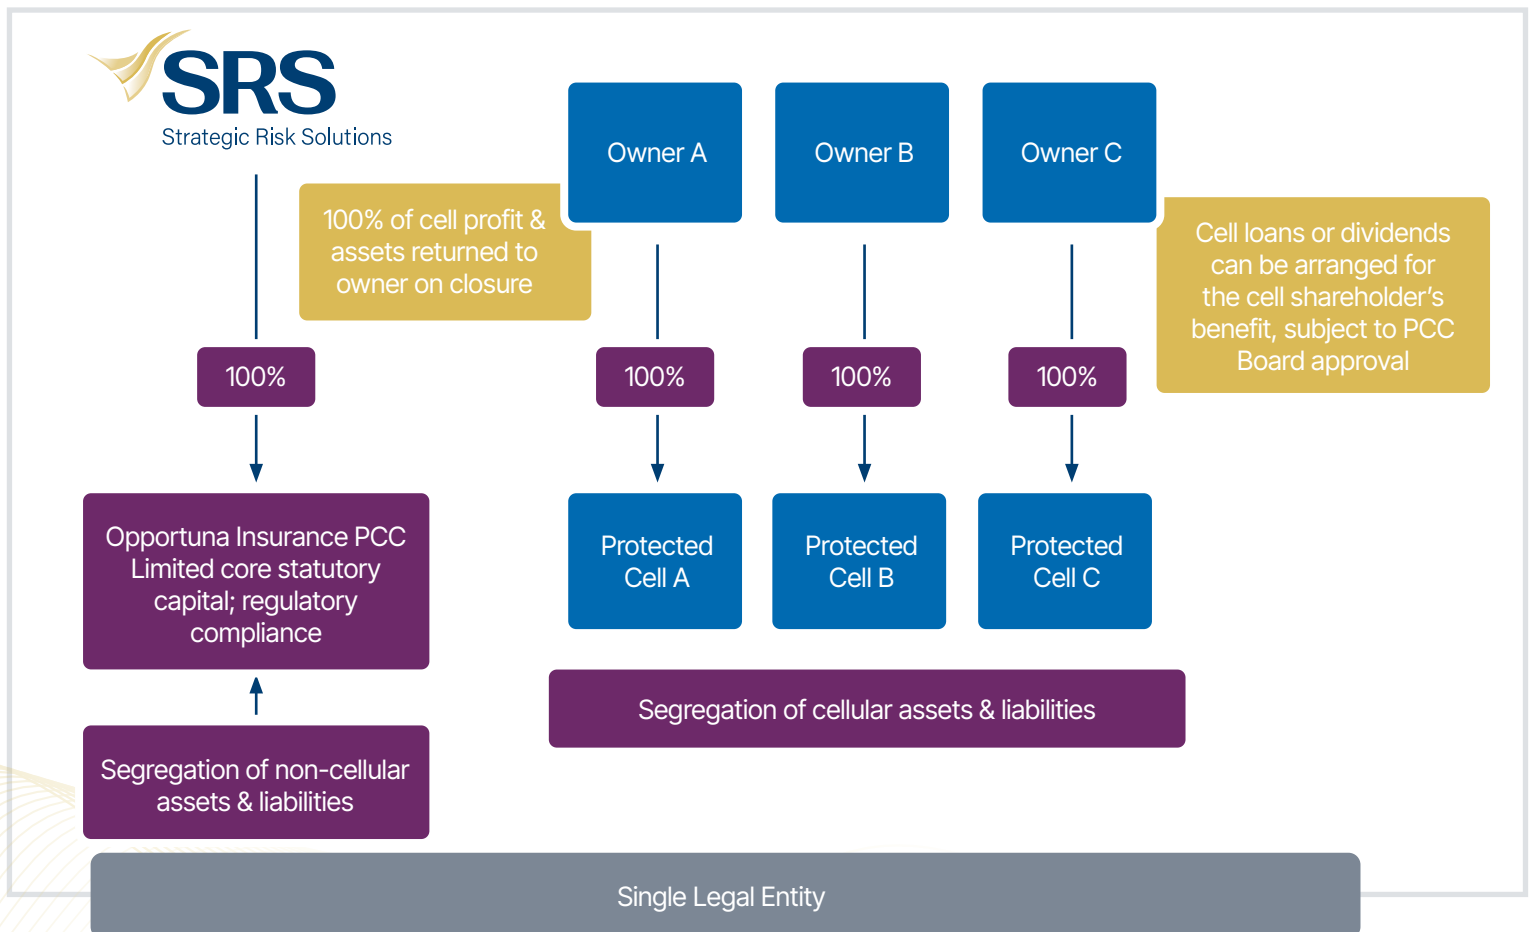 SRS
Strategic Risk Solutions
Owner A
Owner B
Owner C
100% of cell profit &
assets returned to
owner on closure
Cell loans or dividends
can be arranged for
the cell shareholder's
benefit, subject to PCC
Board approval
100%
100%
100%
100%
Opportuna Insurance PCC
Limited core statutory
capital; regulatory
compliance
Protected
Cell A
Protected
Cell B
Protected
Cell C
Segregation of cellular assets & liabilities
Segregation of non-cellular
assets & liabilities
Single Legal Entity